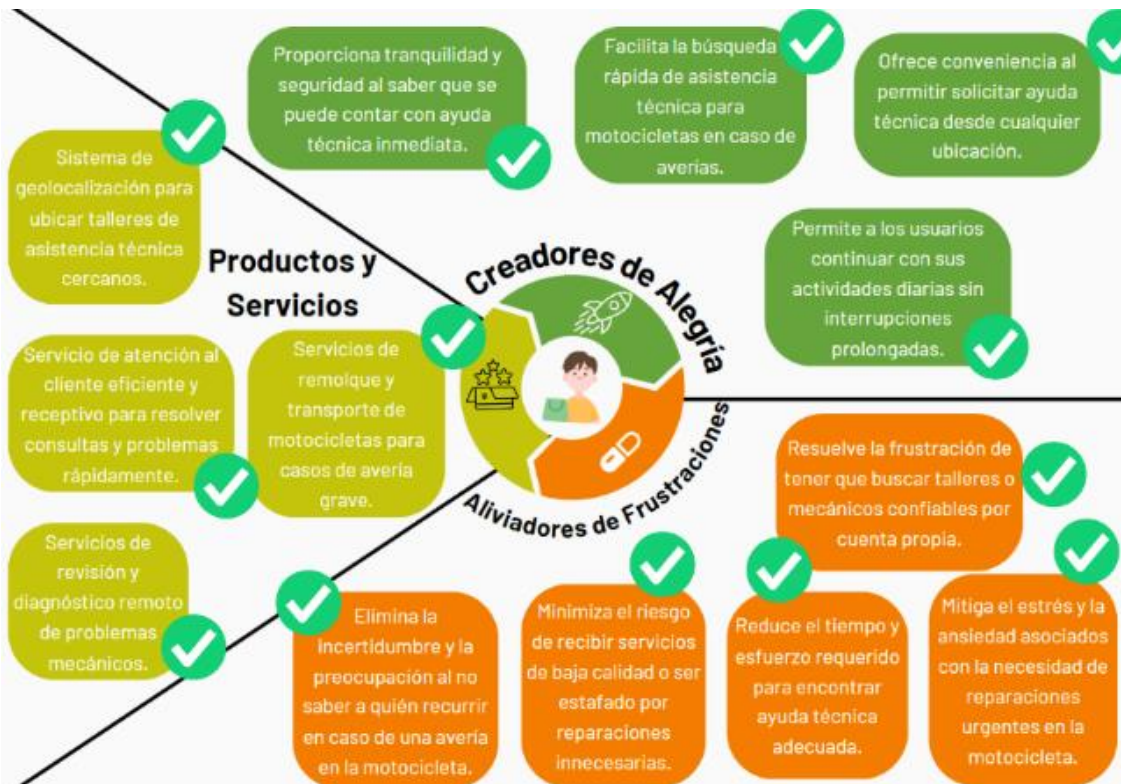 Proporciona tranquilidad y
seguridad al saber que se
puede contar con ayuda
técnica inmediata.
Facilita la búsqueda
rápida de asistencia
técnica para
motocicletas en caso de
averías.
Ofrece conveniencia al
permitir solicitar ayuda
técnica desde cualquier
ubicación.
Sistema de
geolocalización para
ubicar talleres de
asistencia técnica
cercanos.
Productos y
Servicios
Creadores de Alegría
Permite a los usuarios
continuar con sus
actividades diarias sin
interrupciones
prolongadas.
Servicio de atención al
cliente eficiente y
receptivo para resolver
consultas y problemas
rápidamente.
Servicios de
remolque y
transporte de
motocicletas para
casos de avería
grave.
Aliviadores de Frustraciones
Resuelve la frustración de
tener que buscar talleres o
mecánicos confiables por
cuenta propia.
Servicios de
revisión y
diagnóstico remoto
de problemas
mecánicos.
Elimina la
incertidumbre y la
preocupación al no
saber a quién recurrir
en caso de una avería
en la motocicleta.
Minimiza el riesgo
de recibir servicios
de baja calidad o ser
estafado por
reparaciones
innecesarias.
Reduce el tiempo y
esfuerzo requerido
para encontrar
ayuda técnica
adecuada.
Mitiga el estrés y la
ansiedad asociados
con la necesidad de
reparaciones
urgentes en la
motocicleta.